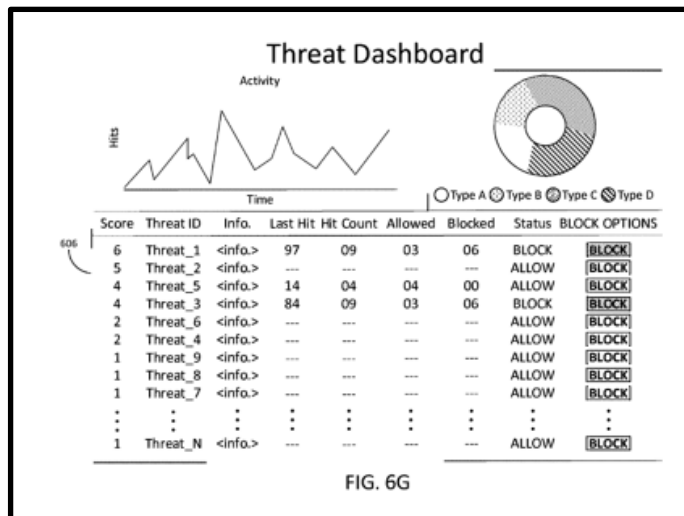 Threat Dashboard
Activity
Hits
Time
Type A Type B Type C Type D
Score Threat ID Info. Last Hit Hit Count Allowed Blocked Status BLOCK OPTIONS
606
6 Threat_1 <info.> 97 09 03 06 BLOCK BLOCK
5 Threat_2 <info.> --- --- --- --- ALLOW BLOCK
4 Threat_5 <info.> 14 04 04 00 ALLOW BLOCK
4 Threat_3 <info.> 84 09 03 06 BLOCK BLOCK
2 Threat_6 <info.> --- --- --- --- ALLOW BLOCK
2 Threat_4 <info.> --- --- --- --- ALLOW BLOCK
1 Threat_9 <info.> --- --- --- --- ALLOW BLOCK
1 Threat_8 <info.> --- --- --- --- ALLOW BLOCK
1 Threat_7 <info.> --- --- --- --- ALLOW BLOCK
1 Threat_N <info.> --- --- --- --- ALLOW BLOCK
FIG. 6G